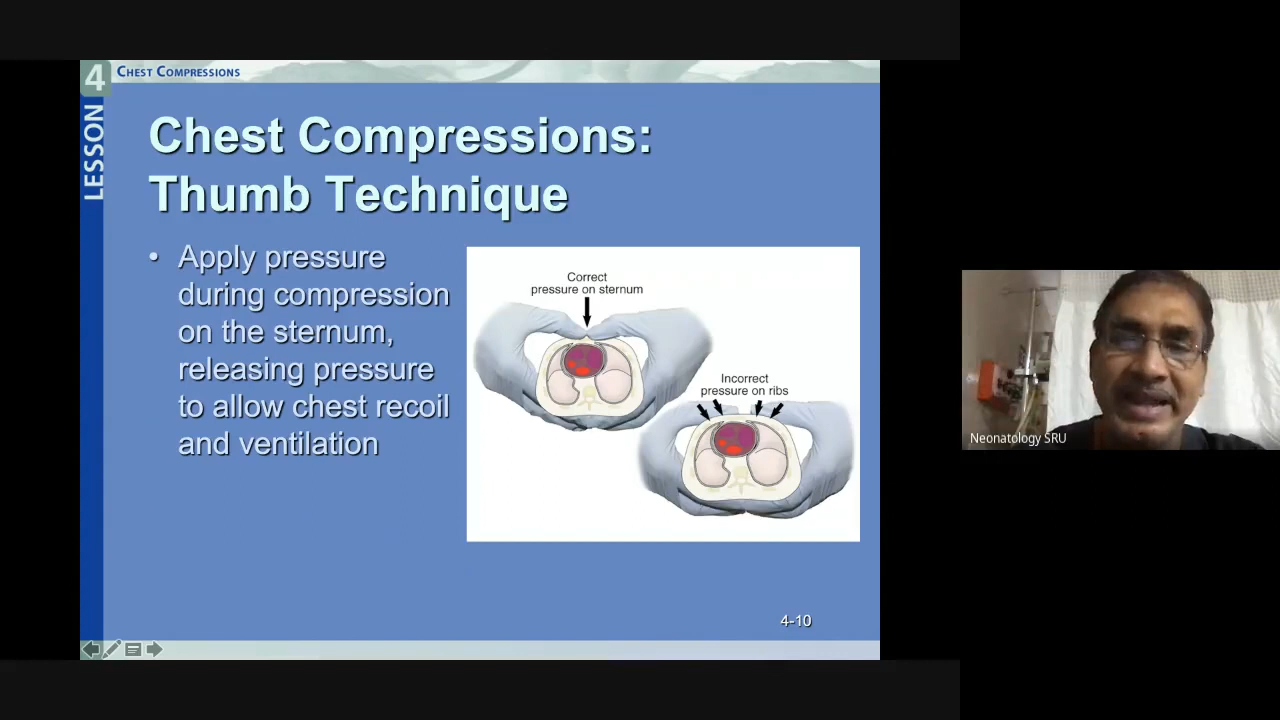 4
CHEST COMPRESSIONS
LESSON
Chest Compressions:
Thumb Technique
• Apply pressure
during compression
on the sternum,
releasing pressure
to allow chest recoil
and ventilation
Correct
pressure on sternum
Incorrect
pressure on ribs
4-10
Neonatology SRU